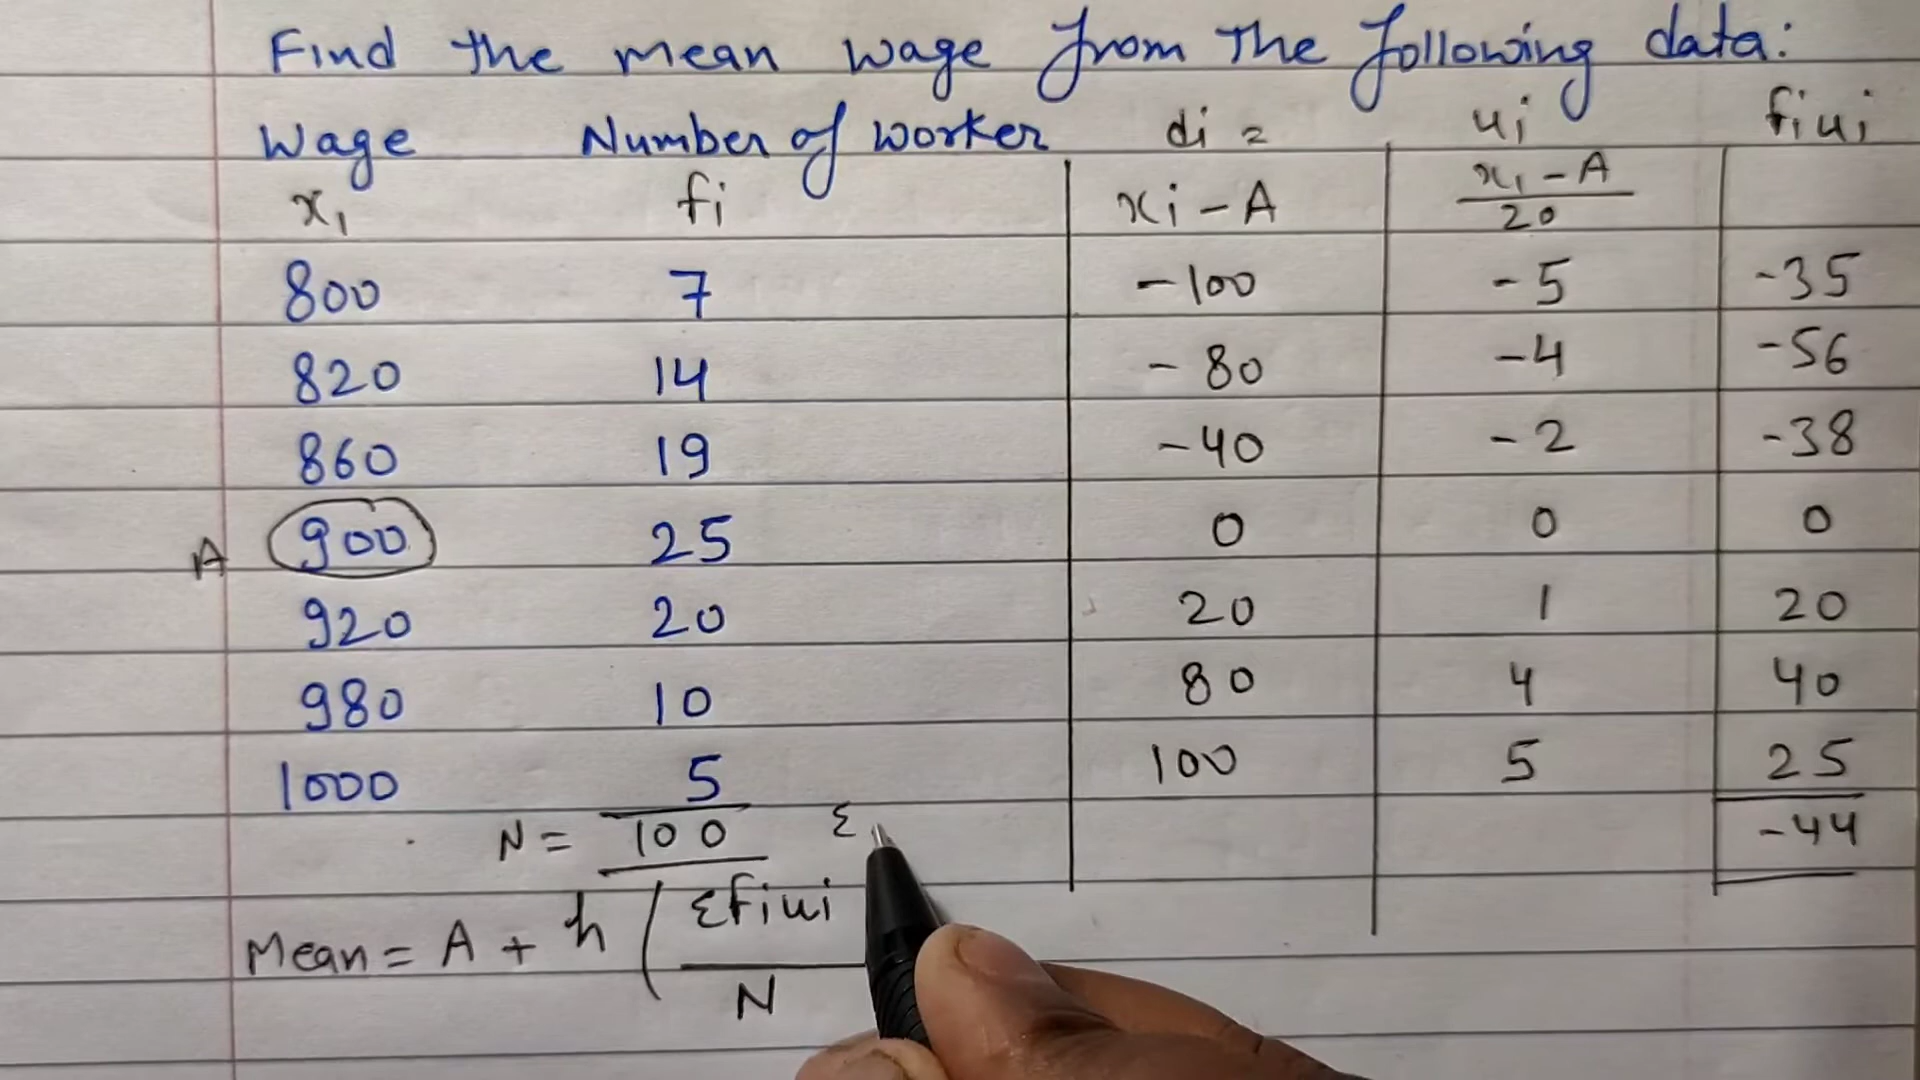 Find the mean wage from the following data:
Wage Number of worker di = ui fiui
x1 fi xi - A x1 - A / 20
800 7 -100 -5 -35
820 14 -80 -4 -56
860 19 -40 -2 -38
A 900 25 0 0 0
920 20 20 1 20
980 10 80 4 40
1000 5 100 5 25
N = 100 Σ -44
Mean = A + h ( Σfiui
N